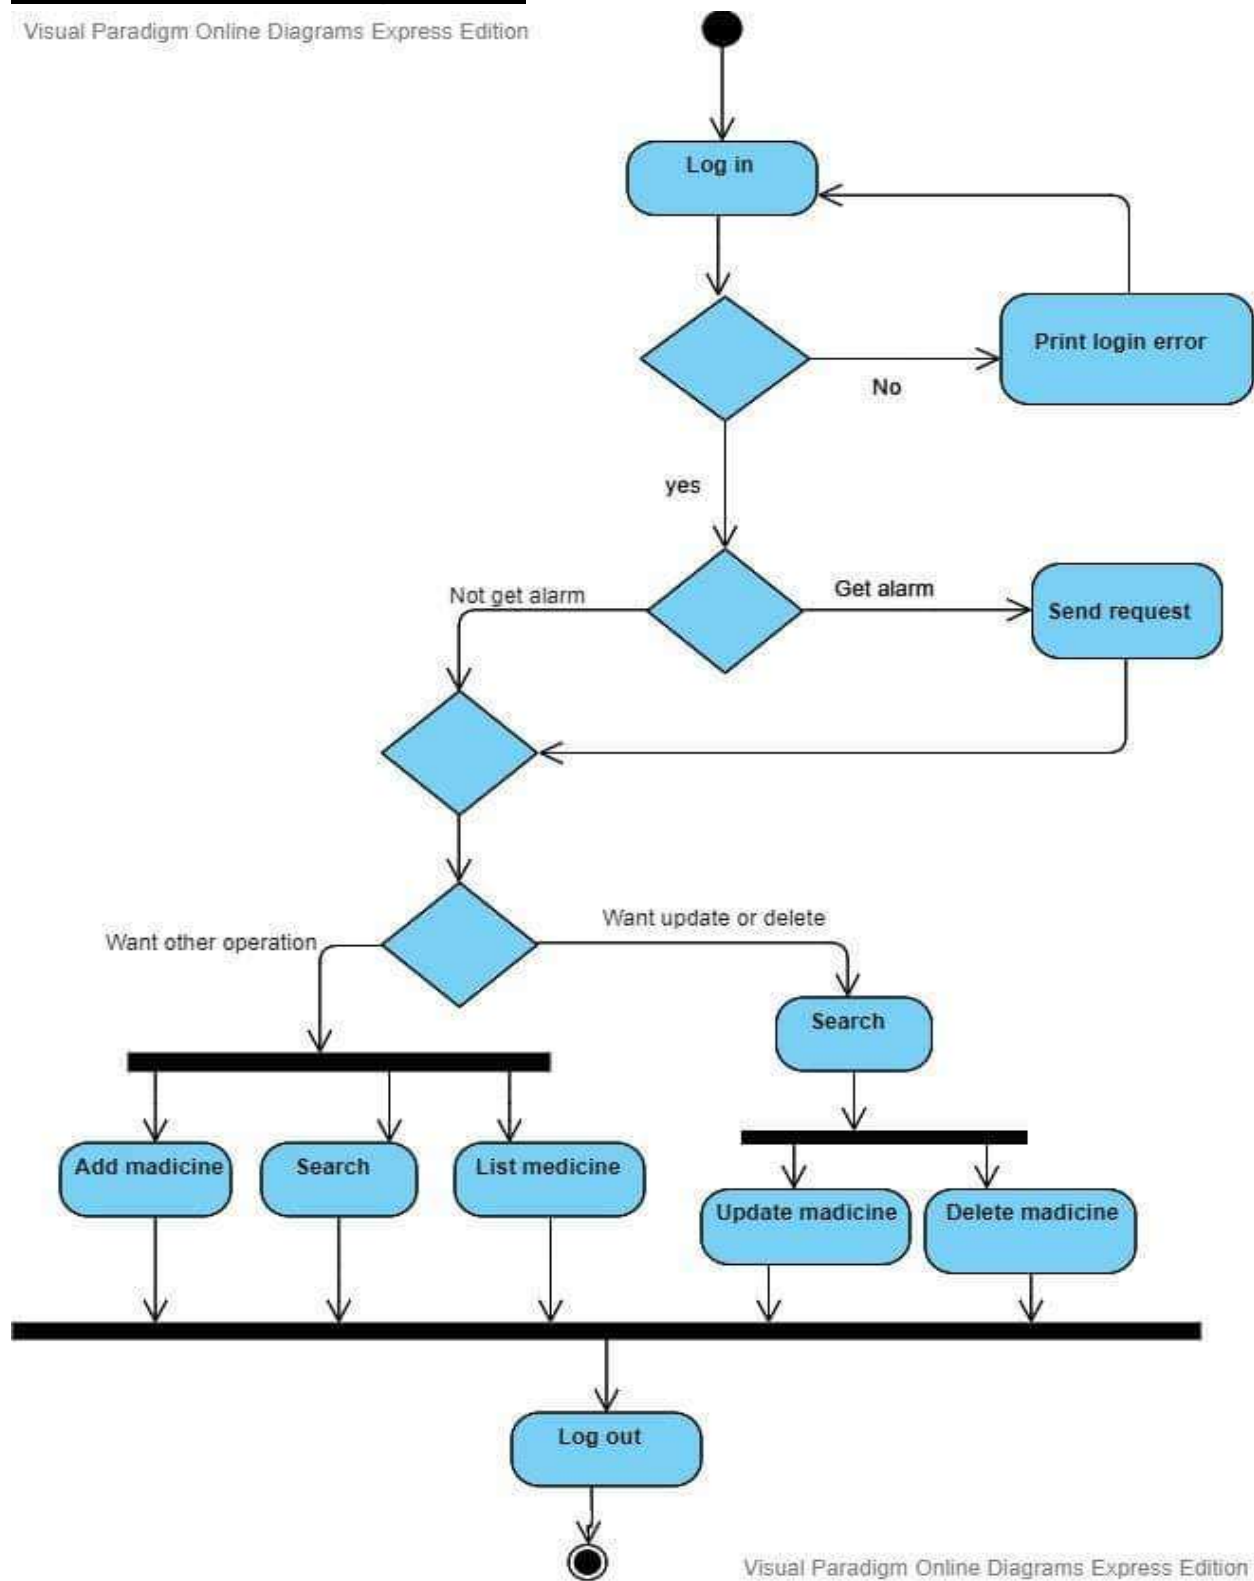 Visual Paradigm Online Diagrams Express Edition
Log in
Print login error
No
yes
Not get alarm
Get alarm
Send request
Want other operation
Want update or delete
Search
Add madicine
Search
List medicine
Update madicine
Delete madicine
Log out
Visual Paradigm Online Diagrams Express Edition